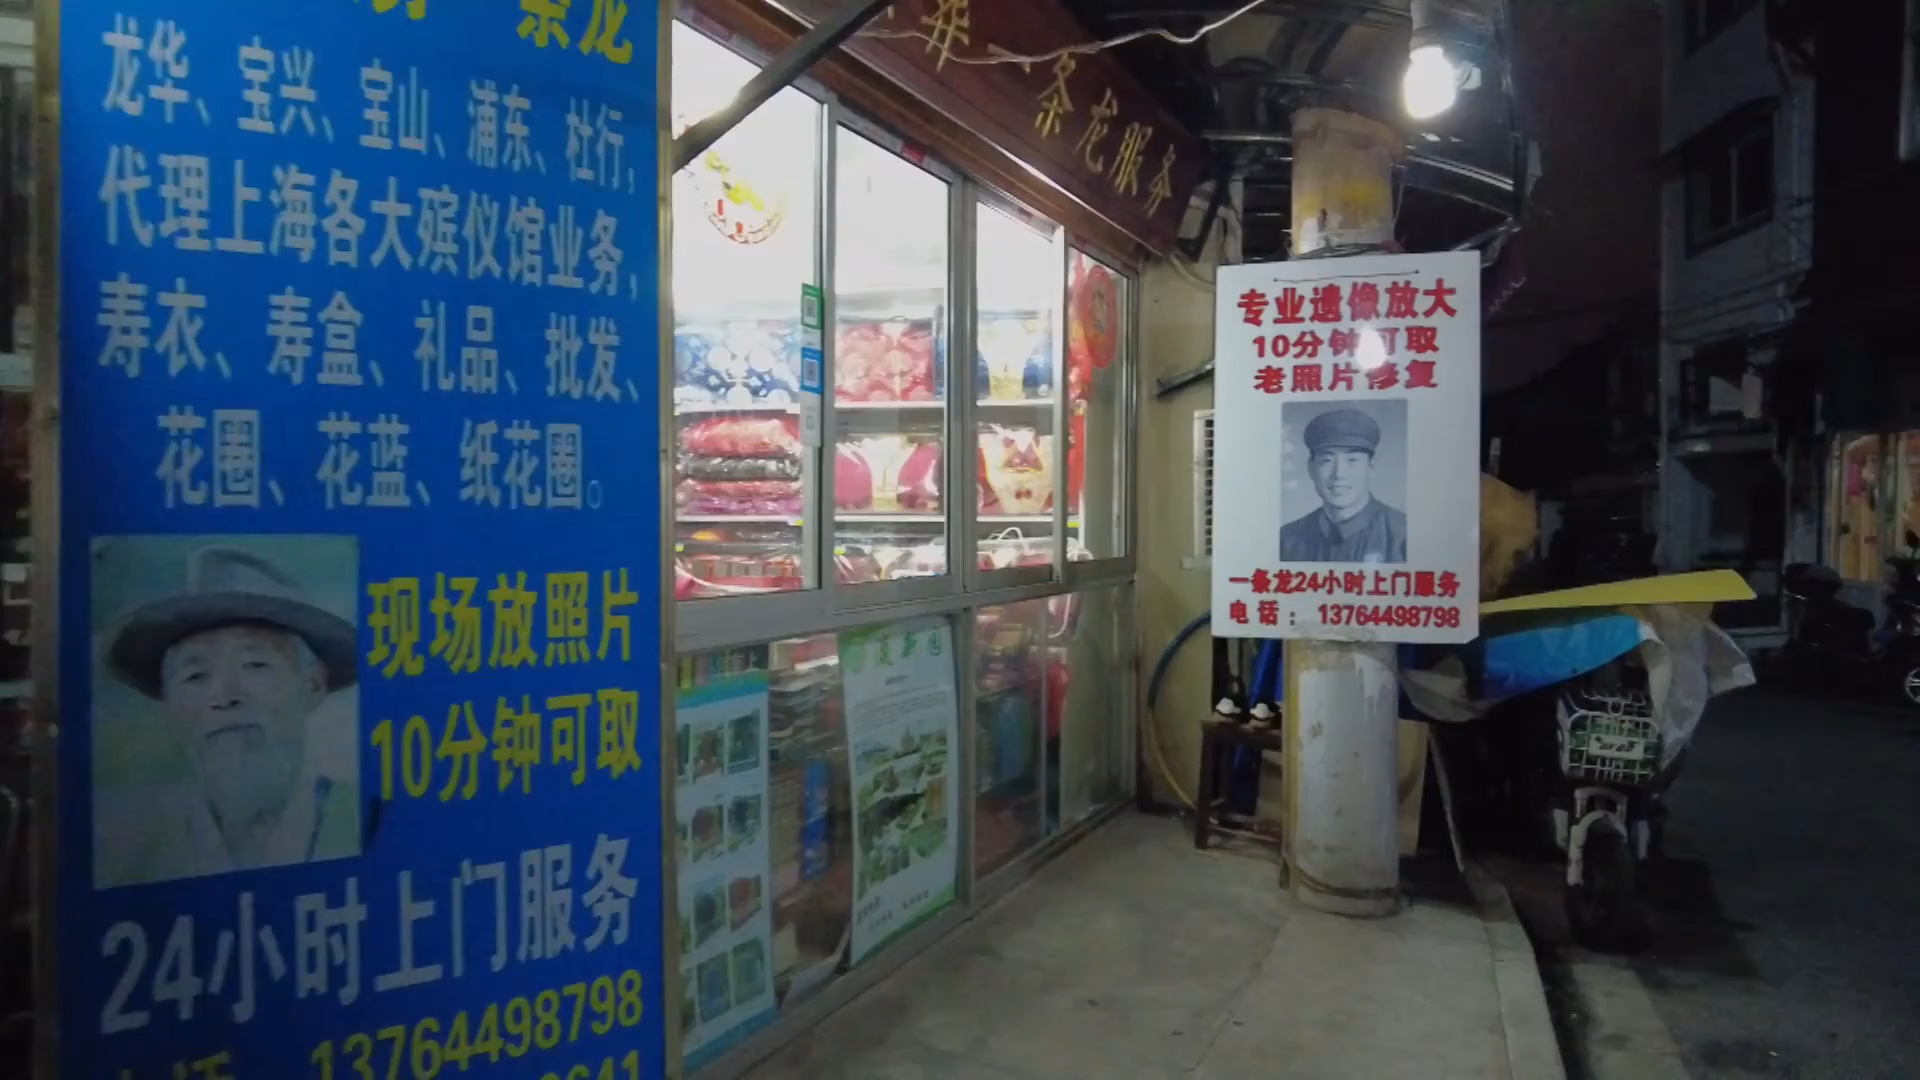 条龙
龙华、宝兴、宝山、浦东、杜行,
代理上海各大殡仪馆业务,
寿衣、寿盒、礼品、批发、
花圈、花蓝、纸花圈。
现场放照片
10分钟可取
24小时上门服务
13764498798
一条龙服务
专业遗像放大
10分钟可取
老照片修复
一条龙24小时上门服务
电话：13764498798